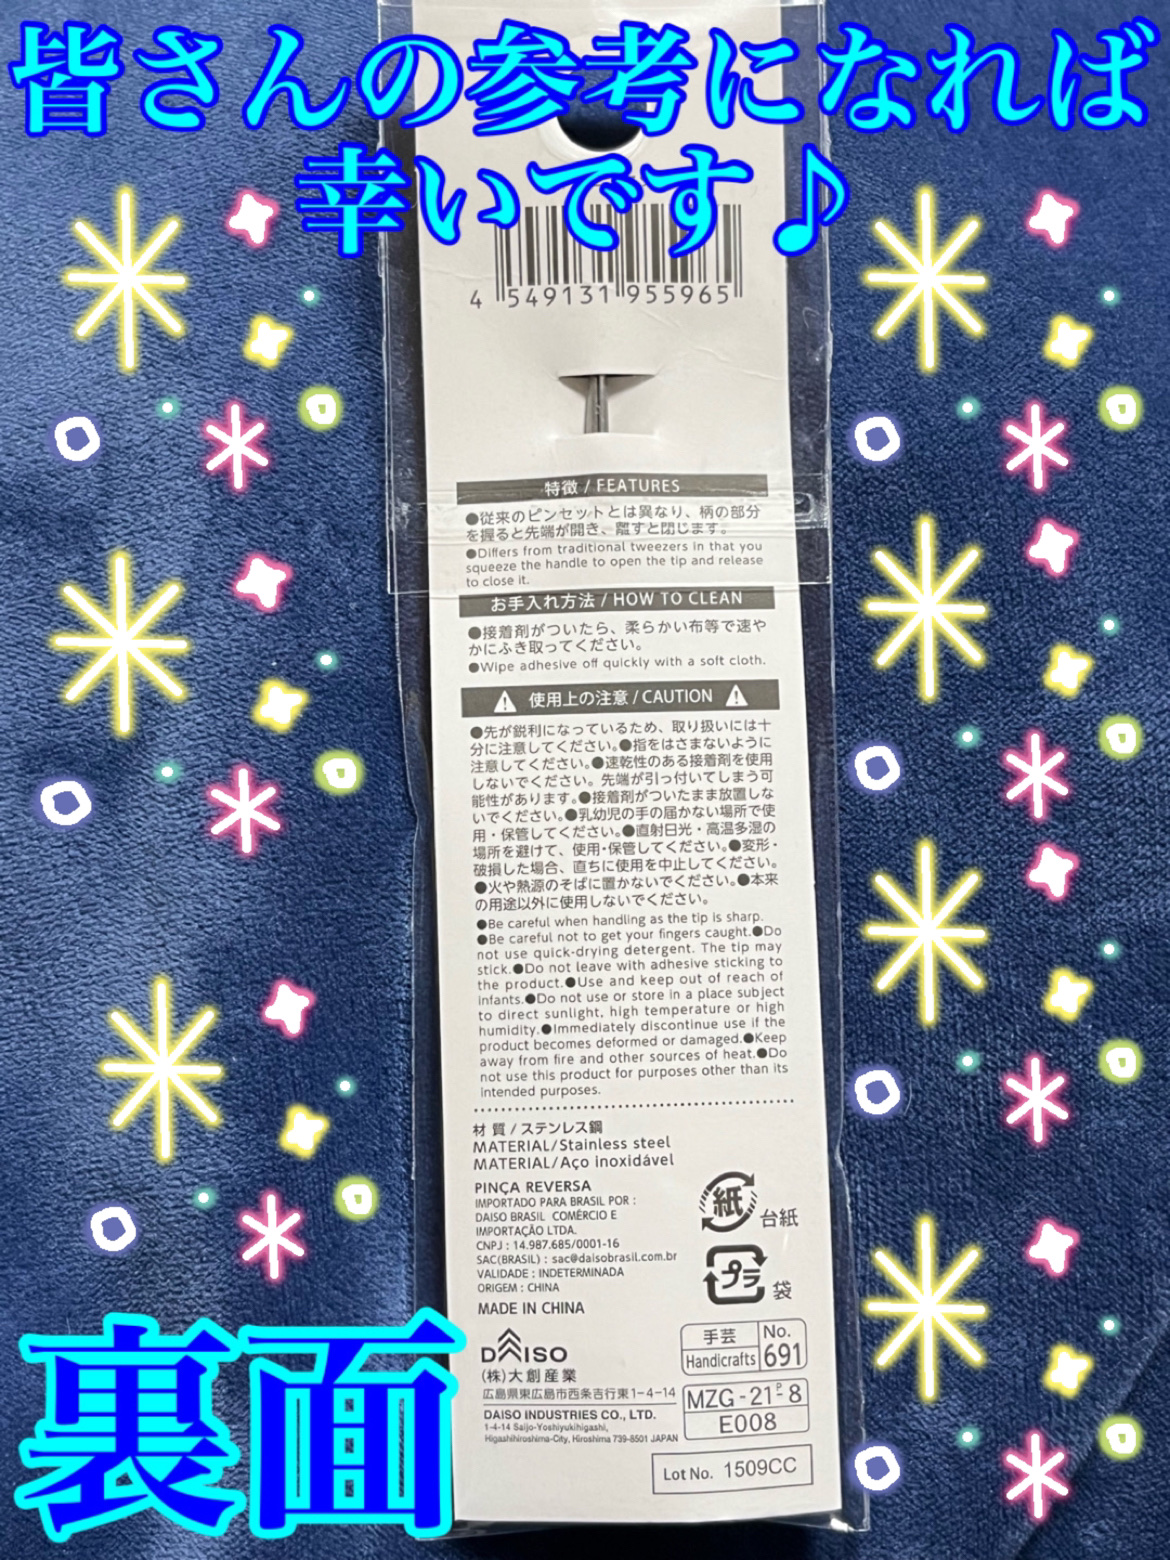 皆さんの参考になれば
幸いです♪
4 549131 955965
特徴 / FEATURES
●従来のピンセットとは異なり、柄の部分
を握ると先端が開き、離すと閉じます。
●Differs from traditional tweezers in that you
squeeze the handle to open the tip and release
to close it.
お手入れ方法 / HOW TO CLEAN
●接着剤がついたら、柔らかい布等で速や
かにふき取ってください。
●Wipe adhesive off quickly with a soft cloth.
使用上の注意 / CAUTION
●先が鋭利になっているため、取り扱いには十
分に注意してください。●指をはさまないように
注意してください。●速乾性のある接着剤を使用
しないでください。先端が引っ付いてしまう可
能性があります。●接着剤がついたまま放置しな
いでください。●乳幼児の手の届かない場所で使
用・保管してください。●直射日光・高温多湿の
場所を避けて、使用・保管してください。●変形・
破損した場合、直ちに使用を中止してください。
●火や熱源のそばに置かないでください。●本来
の用途以外に使用しないでください。
●Be careful when handling as the tip is sharp.
●Be careful not to get your fingers caught.●Do
not use quick-drying detergent. The tip may
stick.●Do not leave with adhesive sticking to
the product.●Use and keep out of reach of
infants.●Do not use or store in a place subject
to direct sunlight, high temperature or high
humidity.●Immediately discontinue use if the
product becomes deformed or damaged.●Keep
away from fire and other sources of heat.●Do
not use this product for purposes other than its
intended purposes.
材 質 / ステンレス鋼
MATERIAL/Stainless steel
MATERIAL/Aço inoxidável
PINÇA REVERSA
IMPORTADO PARA BRASIL POR :
DAISO BRASIL COMÉRCIO E
IMPORTAÇÃO LTDA.
CNPJ : 14.987.685/0001-16
SAC(BRASIL) : sac@daisobrasil.com.br
VALIDADE : INDETERMINADA
ORIGEM : CHINA
MADE IN CHINA
紙 台紙
プラ 袋
DAISO
(株)大創産業
広島県東広島市西条吉行東1-4-14
DAISO INDUSTRIES CO., LTD.
1-4-14 Saijo-Yoshiyukihigashi,
Higashihiroshima-City, Hiroshima 739-8501 JAPAN
手芸 No.
Handicrafts 691
MZG-21 P 8
E008
Lot No. 1509CC
裏面